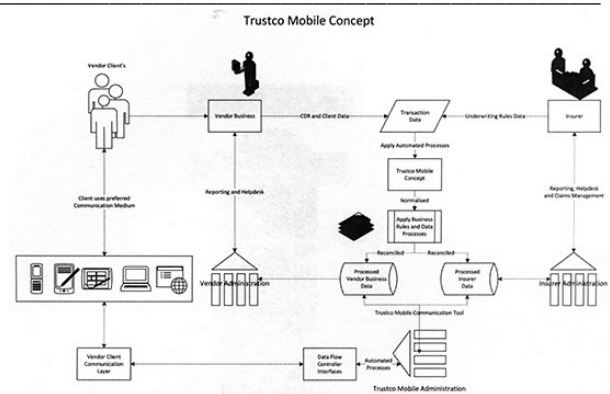 Trustco Mobile Concept
Vendor Client's
Vendor Business
CDR and Client Data
Transaction
Data
Underwriting Rules Data
Insurer
Apply Automated Processes
Trustco Mobile
Concept
Client uses preferred
Communication Medium
Reporting and Helpdesk
Normalised
Reporting, Helpdesk
and Claims Management
Apply Business
Rules and Data
Processes
Reconciled
Reconciled
Vendor Administration
Processed
Vendor Business
Data
Processed
Insurer
Data
Insurer Administration
Trustco Mobile Communication Tool
Vendor Client
Communication
Layer
Data Flow
Controller
Interfaces
Automated
Processes
Trustco Mobile Administration